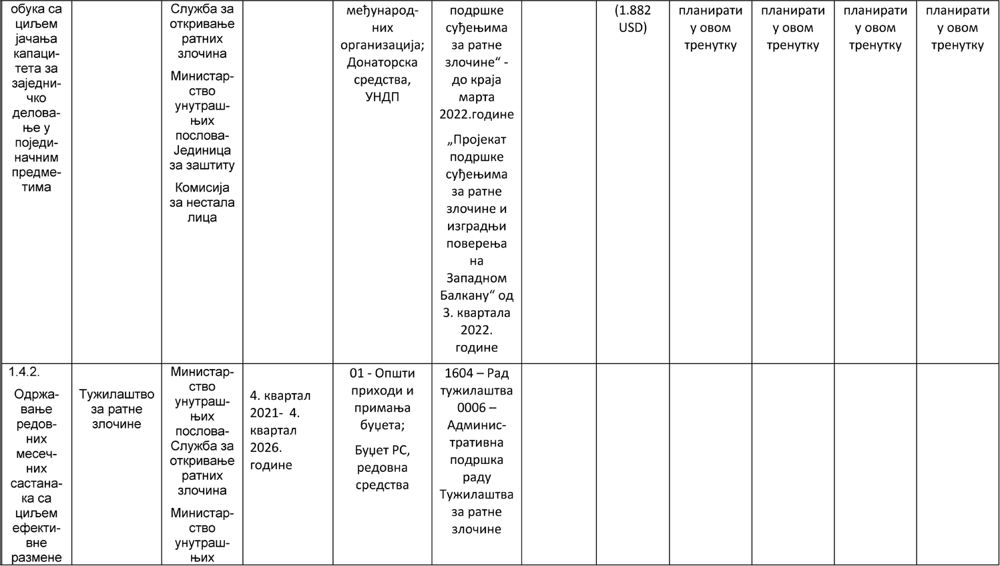 обука са
циљем
јачања
капаци-
тета за
заједни-
чко
делова-
ње у
поједи-
начним
предме-
тима
Служба за
откривање
ратних
злочина
Министар-
ство
унутраш-
њих
послова-
Јединица
за заштиту
Комисија
за нестала
лица
међународ-
них
организација;
Донаторска
средства,
УНДП
подршке
суђењима
за ратне
злочине“ -
до краја
марта
2022.године
„Пројекат
подршке
суђењима
за ратне
злочине и
изградњи
поверења
на
Западном
Балкану“ од
3. квартала
2022.
године
(1.882
USD)
планирати
у овом
тренутку
планирати
у овом
тренутку
планирати
у овом
тренутку
планирати
у овом
тренутку
1.4.2.
Одржа-
вање
редов-
них
месеч-
них
састана-
ка са
циљем
ефекти-
вне
размене
Тужилаштво
за ратне
злочине
Министар-
ство
унутраш-
њих
послова-
Служба за
откривање
ратних
злочина
Министар-
ство
унутраш-
њих
4. квартал
2021- 4.
квартал
2026.
године
01 - Општи
приходи и
примања
буџета;
Буџет РС,
редовна
средства
1604 – Рад
тужилаштва
0006 –
Админис-
тративна
подршка
раду
Тужилаштва
за ратне
злочине